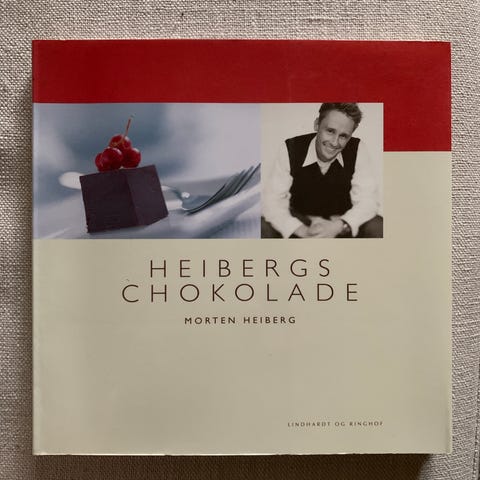 HEIBERGS
CHOKOLADE
MORTEN HEIBERG
LINDHARDT OG RINGHOF